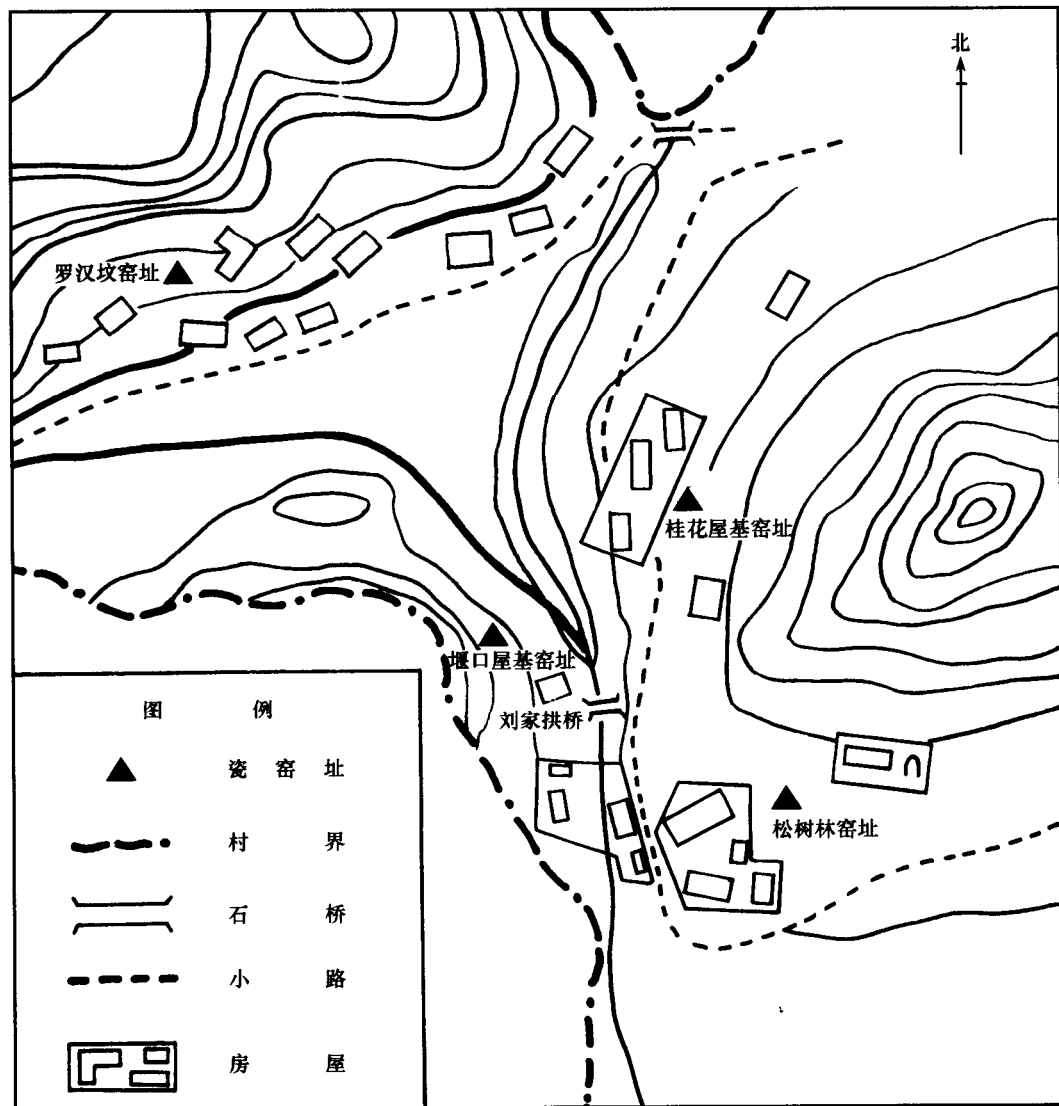 北
罗汉坟窑址
桂花屋基窑址
堰口屋基窑址
刘家拱桥
松树林窑址
图 例
瓷 窑 址
村 界
石 桥
小 路
房 屋